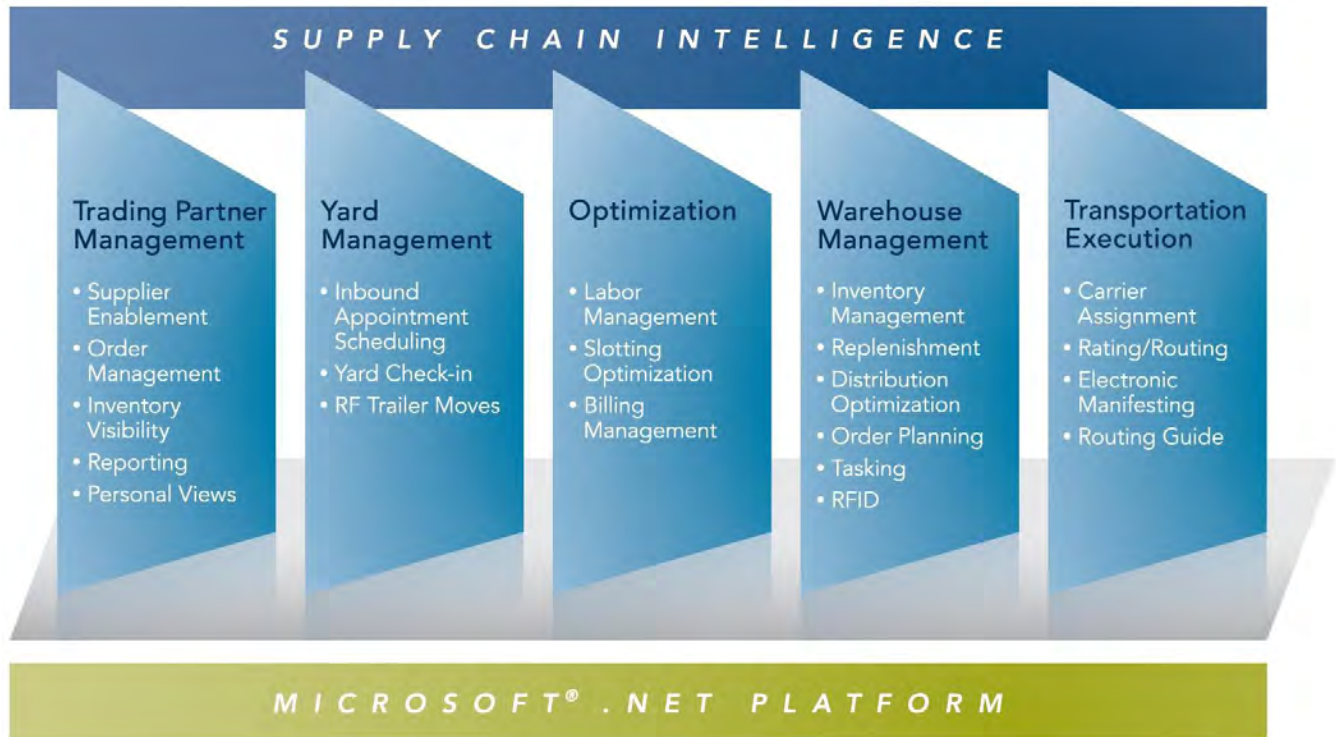 SUPPLY CHAIN INTELLIGENCE
Trading Partner
Management
• Supplier
Enablement
• Order
Management
• Inventory
Visibility
• Reporting
• Personal Views
Yard
Management
• Inbound
Appointment
Scheduling
• Yard Check-in
• RF Trailer Moves
Optimization
• Labor
Management
• Slotting
Optimization
• Billing
Management
Warehouse
Management
• Inventory
Management
• Replenishment
• Distribution
Optimization
• Order Planning
• Tasking
• RFID
Transportation
Execution
• Carrier
Assignment
• Rating/Routing
• Electronic
Manifesting
• Routing Guide
MICROSOFT® .NET PLATFORM